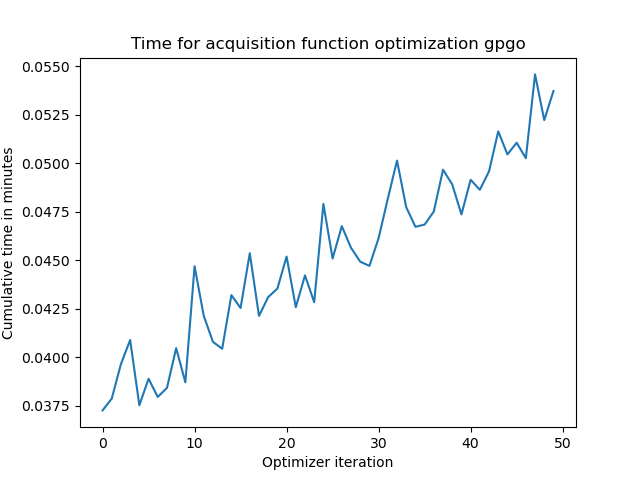 Time for acquisition function optimization gpgo
0.0550
0.0525
0.0500
0.0475
0.0450
0.0425
0.0400
0.0375
Cumulative time in minutes
0 10 20 30 40 50
Optimizer iteration